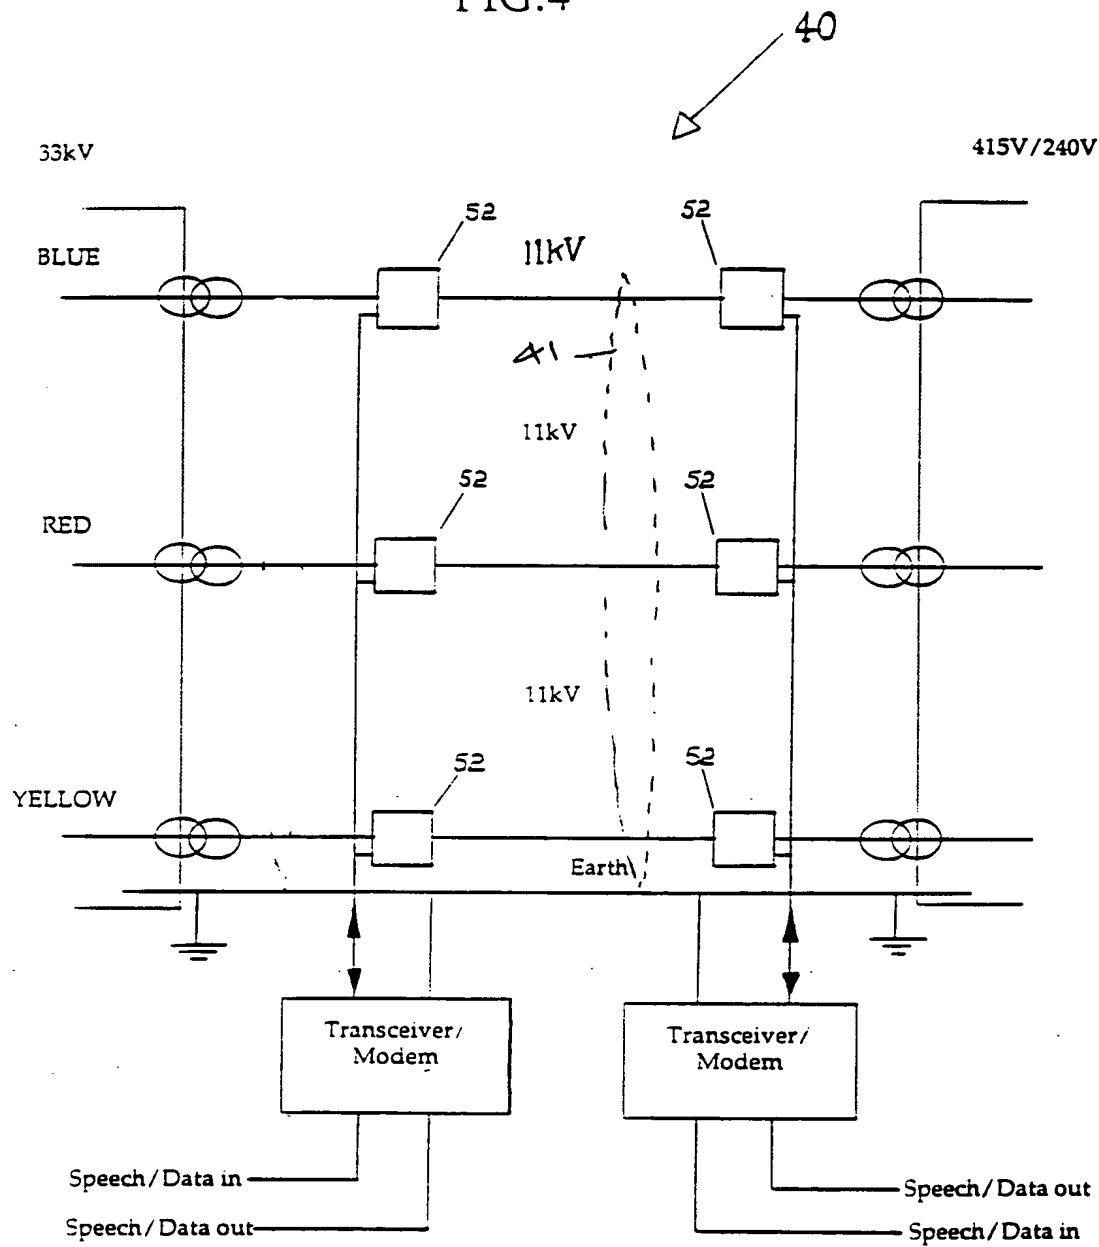 FIG.4
40
33kV
415V/240V
52
52
BLUE
11kV
41
11kV
52
52
RED
11kV
52
52
YELLOW
Earth
Transceiver/
Modem
Transceiver/
Modem
Speech/Data in
Speech/Data out
Speech/Data out
Speech/Data in